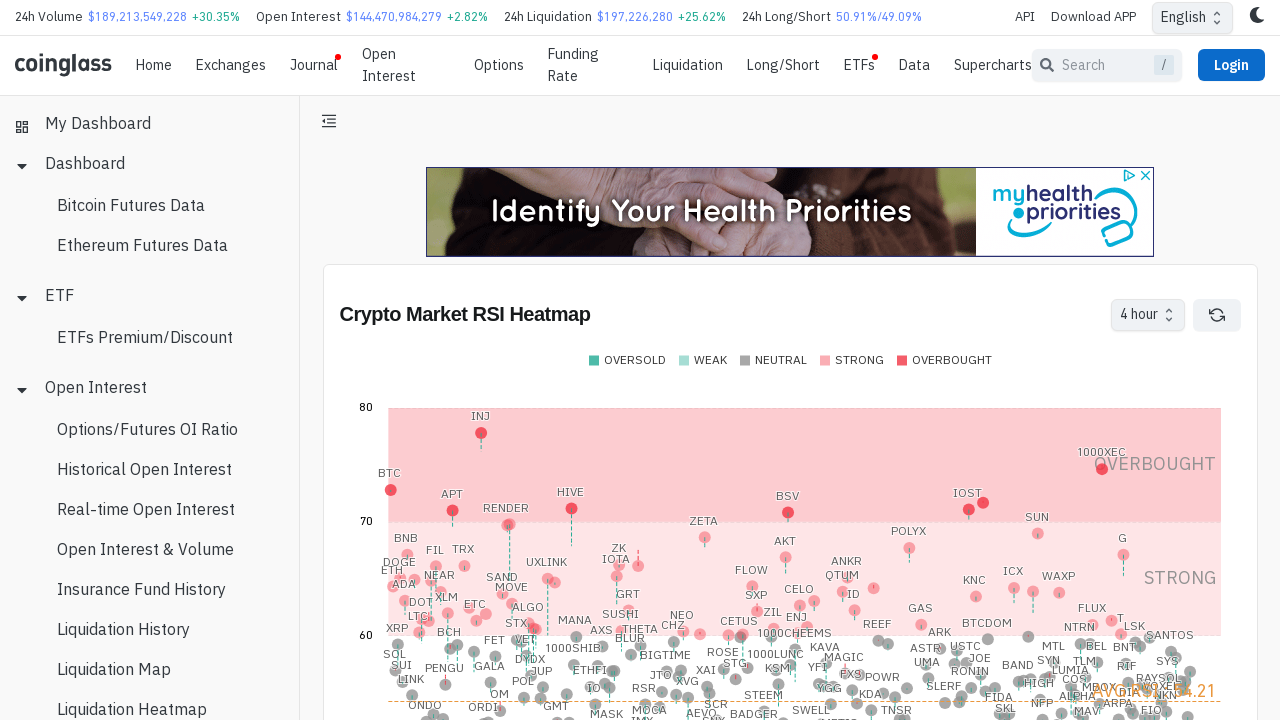 24h Volume $189,213,549,228 +30.35% Open Interest $144,470,984,279 +2.82% 24h Liquidation $197,226,280 +25.62% 24h Long/Short 50.91%/49.09% API Download APP English
coinglass Home Exchanges Journal Open Interest Options Funding Rate Liquidation Long/Short ETFs Data Supercharts Search / Login
My Dashboard
Dashboard
Bitcoin Futures Data
Ethereum Futures Data
ETF
ETFs Premium/Discount
Open Interest
Options/Futures OI Ratio
Historical Open Interest
Real-time Open Interest
Open Interest & Volume
Insurance Fund History
Liquidation History
Liquidation Map
Liquidation Heatmap
Identify Your Health Priorities
myhealth
priorities
Crypto Market RSI Heatmap 4 hour
OVERSOLD WEAK NEUTRAL STRONG OVERBOUGHT
80
INJ
1000XEC
OVERBOUGHT
BTC
APT HIVE BSV IOST
RENDER
70 ZETA SUN
POLYX
BNB AKT G
FIL TRX ZK
DOGE UXLINK IOTA ANKR
ETH NEAR SAND FLOW QTUM ICX WAXP STRONG
ADA MOVE KNC
XLM GRT SXP CELO ID
DOT ETC ALGO GAS FLUX
LTC STX MANA SUSHI NEO ZIL ENJ REEF BTCDOM T
XRP BCH AXS THETA CHZ 1000CHEEMS ARK NTRN LSK
60 SANTOS
FET VET BLUR
SOL DYDX 1000SHIB BIGTIME ROSE 1000LUNC KAVA ASTR USTC MTL BEL BNT
SUI PENGU GALA JUP ETHFI XAI STG KSM YFI MAGIC UMA JOE BAND SYN TLM RIF SYS
LINK POL IO RSR JTO XVG FXS RONIN LUMIA COS RAYSOL
OM STEEM YGG KDA POWR SLERF FIDA HIGH
ONDO ORDI GMT MASK MOCA SCR BADGER SWELL TNSR SKL NFP ALPHA MAV ARPA FIO